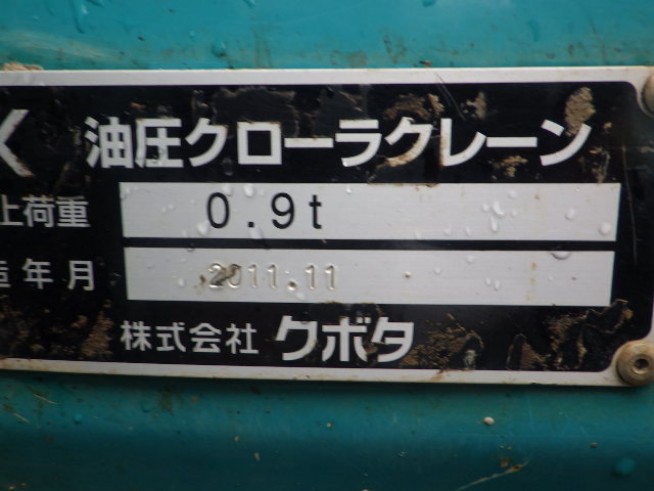 油圧クローラクレーン
上荷重 0.9t
造年月 2011.11
株式会社 クボタ